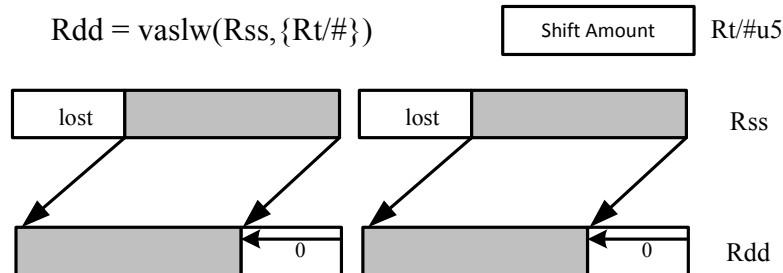 Rdd = vaslw(Rss,{Rt/#})
Shift Amount
Rt/#u5
lost
lost
Rss
0
0
Rdd